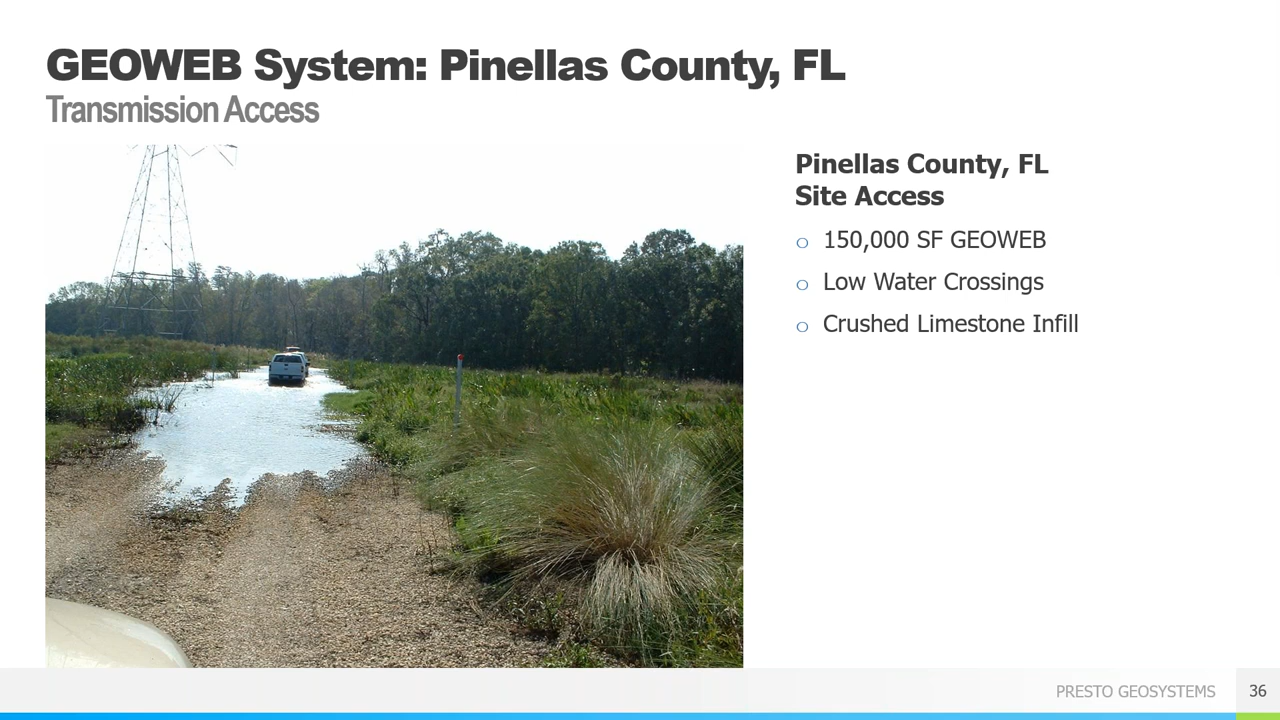 GEOWEB System: Pinellas County, FL
Transmission Access
Pinellas County, FL
Site Access
150,000 SF GEOWEB
Low Water Crossings
Crushed Limestone Infill
PRESTO GEOSYSTEMS
36